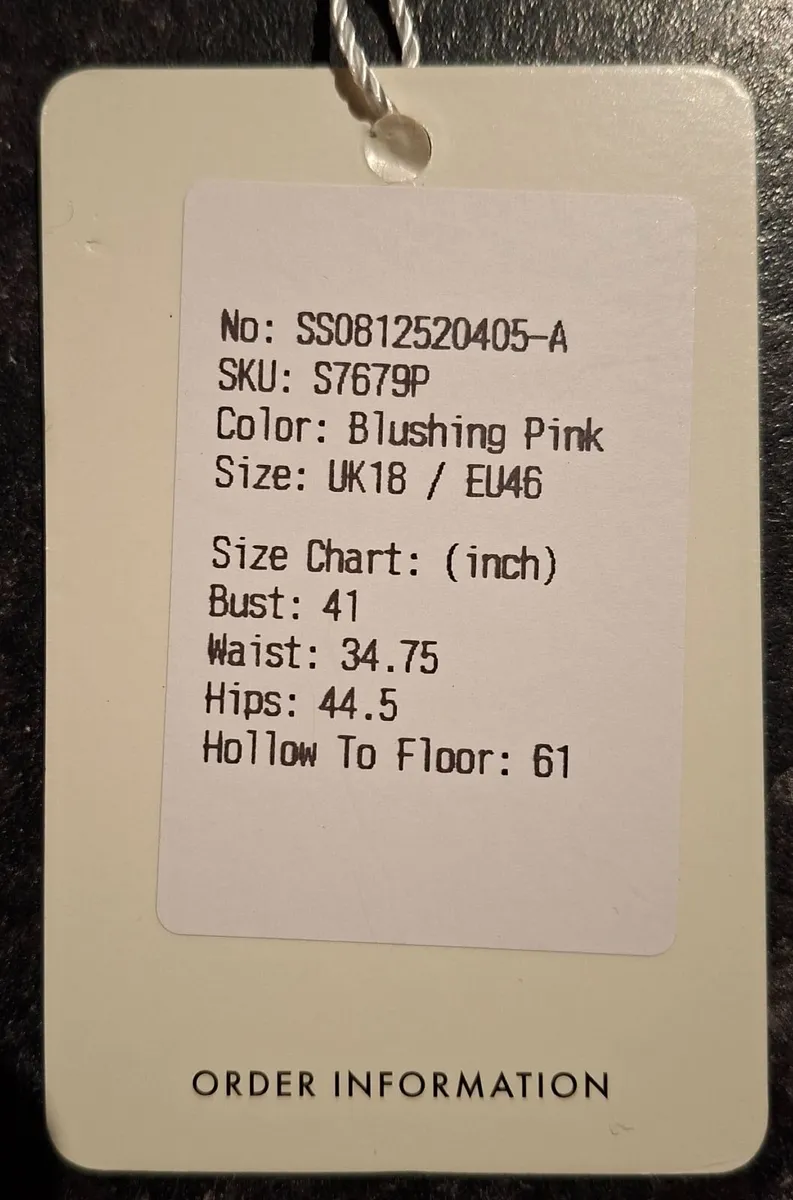 No: SS0812520405-A
SKU: S7679P
Color: Blushing Pink
Size: UK18 / EU46
Size Chart: (inch)
Bust: 41
Waist: 34.75
Hips: 44.5
Hollow To Floor: 61
ORDER INFORMATION